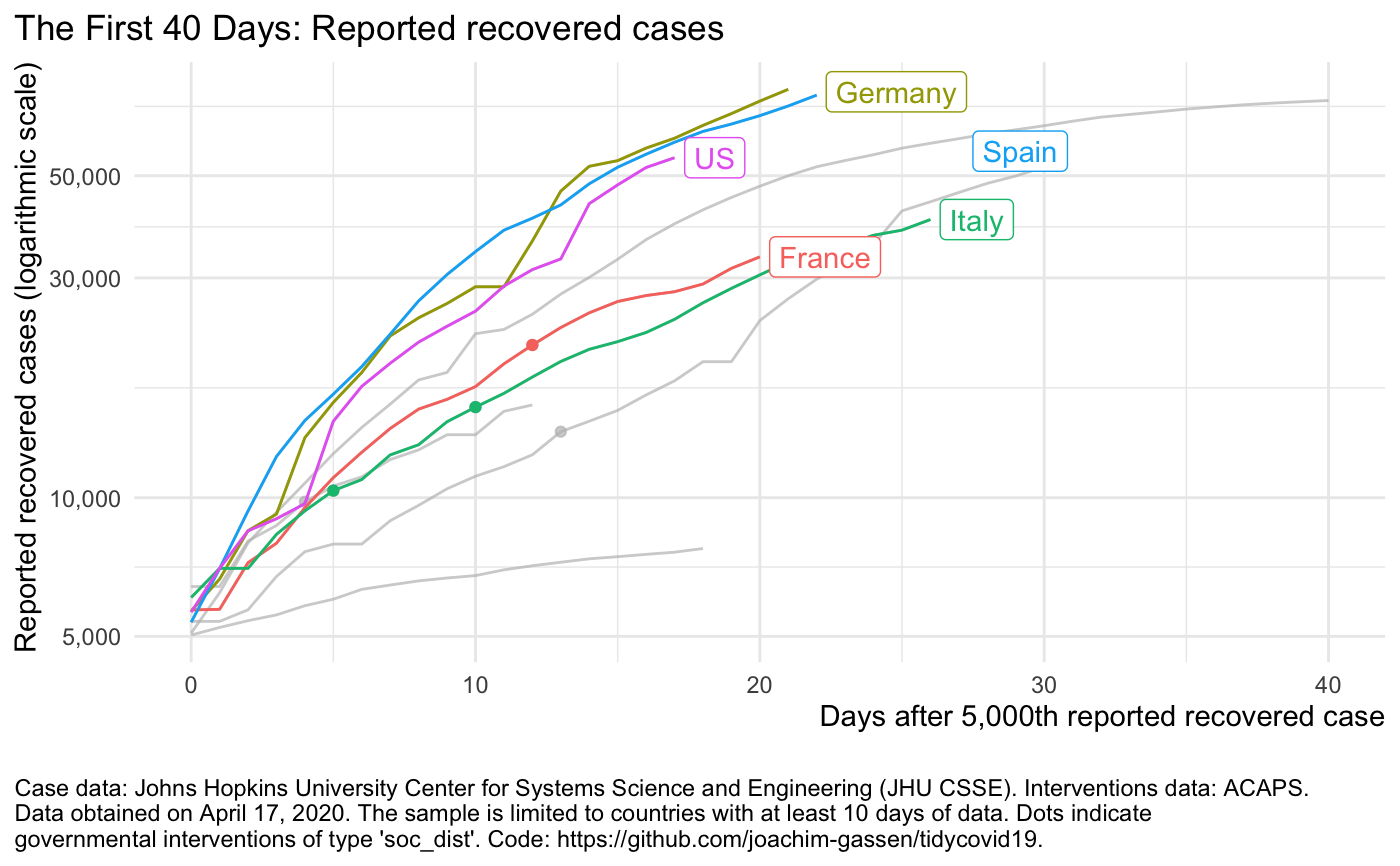 The First 40 Days: Reported recovered cases
Reported recovered cases (logarithmic scale)
50,000
30,000
10,000
5,000
Germany
US
Spain
Italy
France
0
10
20
30
40
Days after 5,000th reported recovered case
Case data: Johns Hopkins University Center for Systems Science and Engineering (JHU CSSE). Interventions data: ACAPS.
Data obtained on April 17, 2020. The sample is limited to countries with at least 10 days of data. Dots indicate
governmental interventions of type 'soc_dist'. Code: https://github.com/joachim-gassen/tidycovid19.